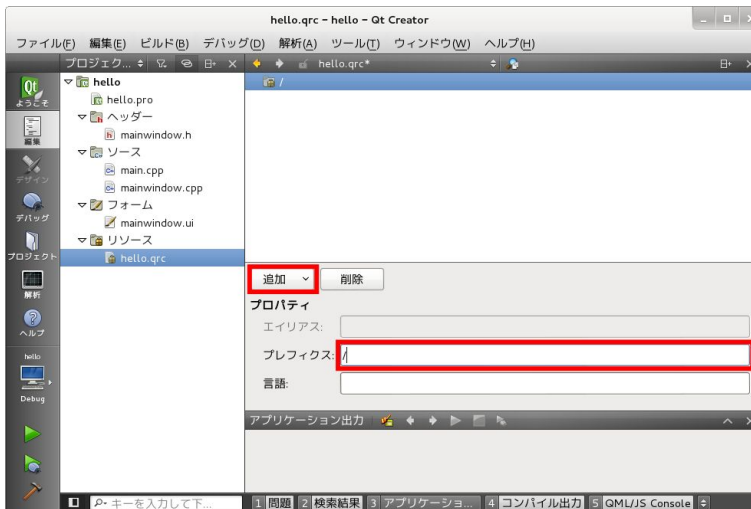 hello.qrc - hello - Qt Creator
ファイル(F) 編集(E) ビルド(B) デバッグ(D) 解析(A) ツール(T) ウィンドウ(W) ヘルプ(H)
プロジェク... hello.qrc*
ようこそ
編集
デザイン
デバッグ
プロジェクト
解析
ヘルプ
hello
Debug
hello
hello.pro
ヘッダー
mainwindow.h
ソース
main.cpp
mainwindow.cpp
フォーム
mainwindow.ui
リソース
hello.qrc
/
追加 削除
プロパティ
エイリアス:
プレフィクス: /
言語:
アプリケーション出力
キーを入力して下... 1 問題 2 検索結果 3 アプリケーショ... 4 コンパイル出力 5 QML/JS Console